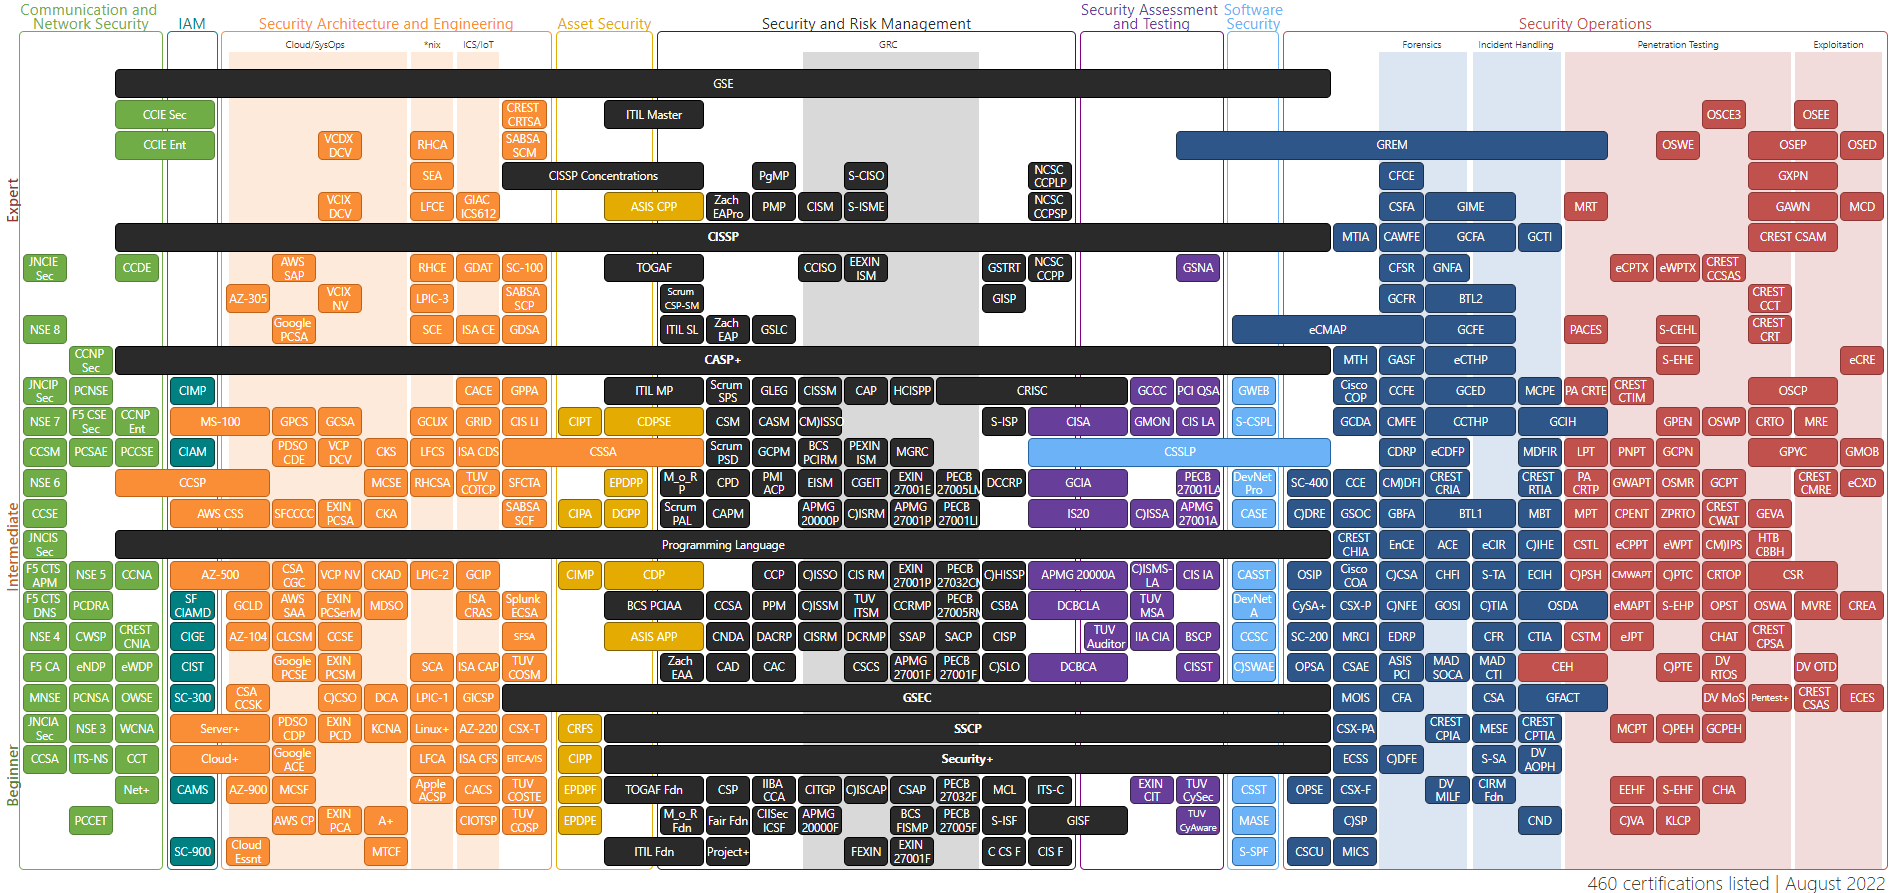 Communication and
Network Security
IAM
Security Architecture and Engineering
Asset Security
Security and Risk Management
Security Assessment
and Testing
Software
Security
Security Operations
Cloud/SysOps
*nix
ICS/IoT
GRC
Forensics
Incident Handling
Penetration Testing
Exploitation
Expert
Intermediate
Beginner
GSE
CCIE Sec
CREST
CRTSA
ITIL Master
OSCE3
OSEE
CCIE Ent
VCDX
DCV
RHCA
SABSA
SCM
GREM
OSWE
OSEP
OSED
SEA
CISSP Concentrations
PgMP
S-CISO
NCSC
CCPLP
CFCE
GXPN
VCIX
DCV
LFCE
GIAC
ICS612
ASIS CPP
Zach
EAPro
PMP
CISM
S-ISME
NCSC
CCPSP
CSFA
GIME
MRT
GAWN
MCD
CISSP
MTIA
CAWFE
GCFA
GCTI
CREST CSAM
JNCIE
Sec
CCDE
AWS
SAP
RHCE
GDAT
SC-100
TOGAF
CCISO
EEXIN
ISM
GSTRT
NCSC
CCPP
GSNA
CFSR
GNFA
eCPTX
eWPTX
CREST
CCSAS
AZ-305
VCIX
NV
LPIC-3
SABSA
SCP
Scrum
CSP-SM
GISP
GCFR
BTL2
CREST
CCT
NSE 8
Google
PCSA
SCE
ISA CE
GDSA
ITIL SL
Zach
EAP
GSLC
eCMAP
GCFE
PACES
S-CEHL
CREST
CRT
CCNP
Sec
CASP+
MTH
GASF
eCTHP
S-EHE
eCRE
JNCIP
Sec
PCNSE
CIMP
CACE
GPPA
ITIL MP
Scrum
SPS
GLEG
CISSM
CAP
HCISPP
CRISC
GCCC
PCI QSA
GWEB
Cisco
COP
CCFE
GCED
MCPE
PA CRTE
CREST
CTIM
OSCP
NSE 7
F5 CSE
Sec
CCNP
Ent
MS-100
GPCS
GCSA
GCUX
GRID
CIS LI
CIPT
CDPSE
CSM
CASM
CM)ISSO
S-ISP
CISA
GMON
CIS LA
S-CSPL
GCDA
CMFE
CCTHP
GCIH
GPEN
OSWP
CRTO
MRE
CCSM
PCSAE
PCCSE
CIAM
PDSO
CDE
VCP
DCV
CKS
LFCS
ISA CDS
CSSA
Scrum
PSD
GCPM
BCS
PCIRM
PEXIN
ISM
MGRC
CSSLP
CDRP
eCDFP
MDFIR
LPT
PNPT
GCPN
GPYC
GMOB
NSE 6
CCSP
MCSE
RHCSA
TUV
COTCP
SFCTA
EPDPP
M_o_R
P
CPD
PMI
ACP
EISM
CGEIT
EXIN
27001E
PECB
27005LM
DCCRP
GCIA
PECB
27001LA
DevNet
Pro
SC-400
CCE
CM)DFI
CREST
CRIA
CREST
RTIA
PA
CRTP
GWAPT
OSMR
GCPT
CREST
CMRE
eCXD
CCSE
AWS CSS
SFCCCC
EXIN
PCSA
CKA
SABSA
SCF
CIPA
DCPP
Scrum
PAL
CAPM
APMG
20000P
C)ISRM
APMG
27001P
PECB
27001LI
IS20
C)ISSA
APMG
27001A
CASE
C)DRE
GSOC
GBFA
BTL1
MBT
MPT
CPENT
ZPRTO
CREST
CWAT
GEVA
JNCIS
Sec
Programming Language
CREST
CHIA
EnCE
ACE
eCIR
C)IHE
CSTL
eCPPT
eWPT
CM)IPS
HTB
CBBH
F5 CTS
APM
NSE 5
CCNA
AZ-500
CSA
CGC
VCP NV
CKAD
LPIC-2
GCIP
CIMP
CDP
CCP
C)ISSO
CIS RM
EXIN
27001P
PECB
27032CM
C)HISSP
APMG 20000A
C)ISMS-
LA
CIS IA
CASST
OSIP
Cisco
COA
C)CSA
CHFI
S-TA
ECIH
C)PSH
CMWAPT
C)PTC
CRTOP
CSR
F5 CTS
DNS
PCDRA
SF
CIAMD
GCLD
AWS
SAA
EXIN
PCSerM
MDSO
ISA
CRAS
Splunk
ECSA
BCS PCIAA
CCSA
PPM
C)ISSM
TUV
ITSM
CCRMP
PECB
27005RM
CSBA
DCBCLA
TUV
MSA
DevNet
A
CySA+
CSX-P
C)NFE
GOSI
C)TIA
OSDA
eMAPT
S-EHP
OPST
OSWA
MVRE
CREA
NSE 4
CWSP
CREST
CNIA
CIGE
AZ-104
CLCSM
CCSE
SFSA
ASIS APP
CNDA
DACRP
CISRM
DCRMP
SSAP
SACP
CISP
TUV
Auditor
IIA CIA
BSCP
CCSC
SC-200
MRCI
EDRP
CFR
CTIA
CSTM
eJPT
CHAT
CREST
CPSA
F5 CA
eNDP
eWDP
CIST
Google
PCSE
EXIN
PCSM
SCA
ISA CAP
TUV
COSM
Zach
EAA
CAD
CAC
CSCS
APMG
27001F
PECB
27001F
C)SLO
DCBCA
CISST
C)SWAE
OPSA
CSAE
ASIS
PCI
MAD
SOCA
MAD
CTI
CEH
C)PTE
DV
RTOS
DV OTD
MNSE
PCNSA
OWSE
SC-300
CSA
CCSK
C)CSO
DCA
LPIC-1
GICSP
GSEC
MOIS
CFA
CSA
GFACT
DV MoS
Pentest+
CREST
CSAS
ECES
JNCIA
Sec
NSE 3
WCNA
Server+
PDSO
CDP
EXIN
PCD
KCNA
Linux+
AZ-220
CSX-T
CRFS
SSCP
CSX-PA
CREST
CPIA
MESE
CREST
CPTIA
MCPT
C)PEH
GCPEH
CCSA
ITS-NS
CCT
Cloud+
Google
ACE
LFCA
ISA CFS
EITCA/IS
CIPP
Security+
ECSS
C)DFE
S-SA
DV
AOPH
Net+
CAMS
AZ-900
MCSF
Apple
ACSP
CACS
TUV
COSTE
EPDPF
TOGAF Fdn
CSP
IIBA
CCA
CITGP
C)ISCAP
CSAP
PECB
27032F
MCL
ITS-C
EXIN
CIT
TUV
CySec
CSST
OPSE
CSX-F
DV
MILF
CIRM
Fdn
EEHF
S-EHF
CHA
PCCET
AWS CP
EXIN
PCA
A+
CIOTSP
TUV
COSP
EPDPE
M_o_R
Fdn
Fair Fdn
CIISec
ICSF
APMG
20000F
BCS
FISMP
PECB
27005F
S-ISF
GISF
TUV
CyAware
MASE
C)SP
CND
C)VA
KLCP
SC-900
Cloud
Essnt
MTCF
ITIL Fdn
Project+
FEXIN
EXIN
27001F
C CS F
CIS F
S-SPF
CSCU
MICS
460 certifications listed | August 2022